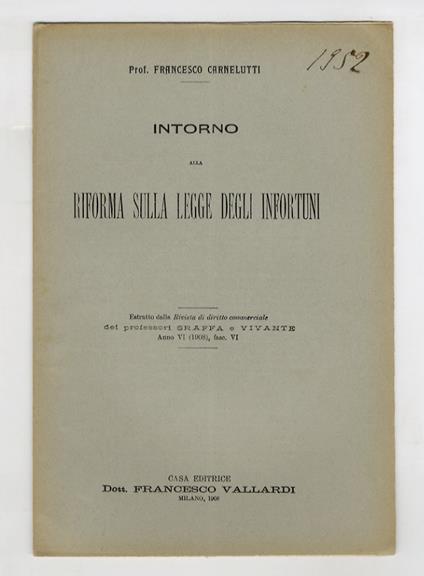 Prof. FRANCESCO CARNELUTTI
1952
INTORNO
ALLA
RIFORMA SULLA LEGGE DEGLI INFORTUNI
Estratto dalla Rivista di diritto commerciale
dei professori GRAFFA e VIVANTE
Anno VI (1908), fasc. VI
CASA EDITRICE
Dott. FRANCESCO VALLARDI
MILANO, 1908